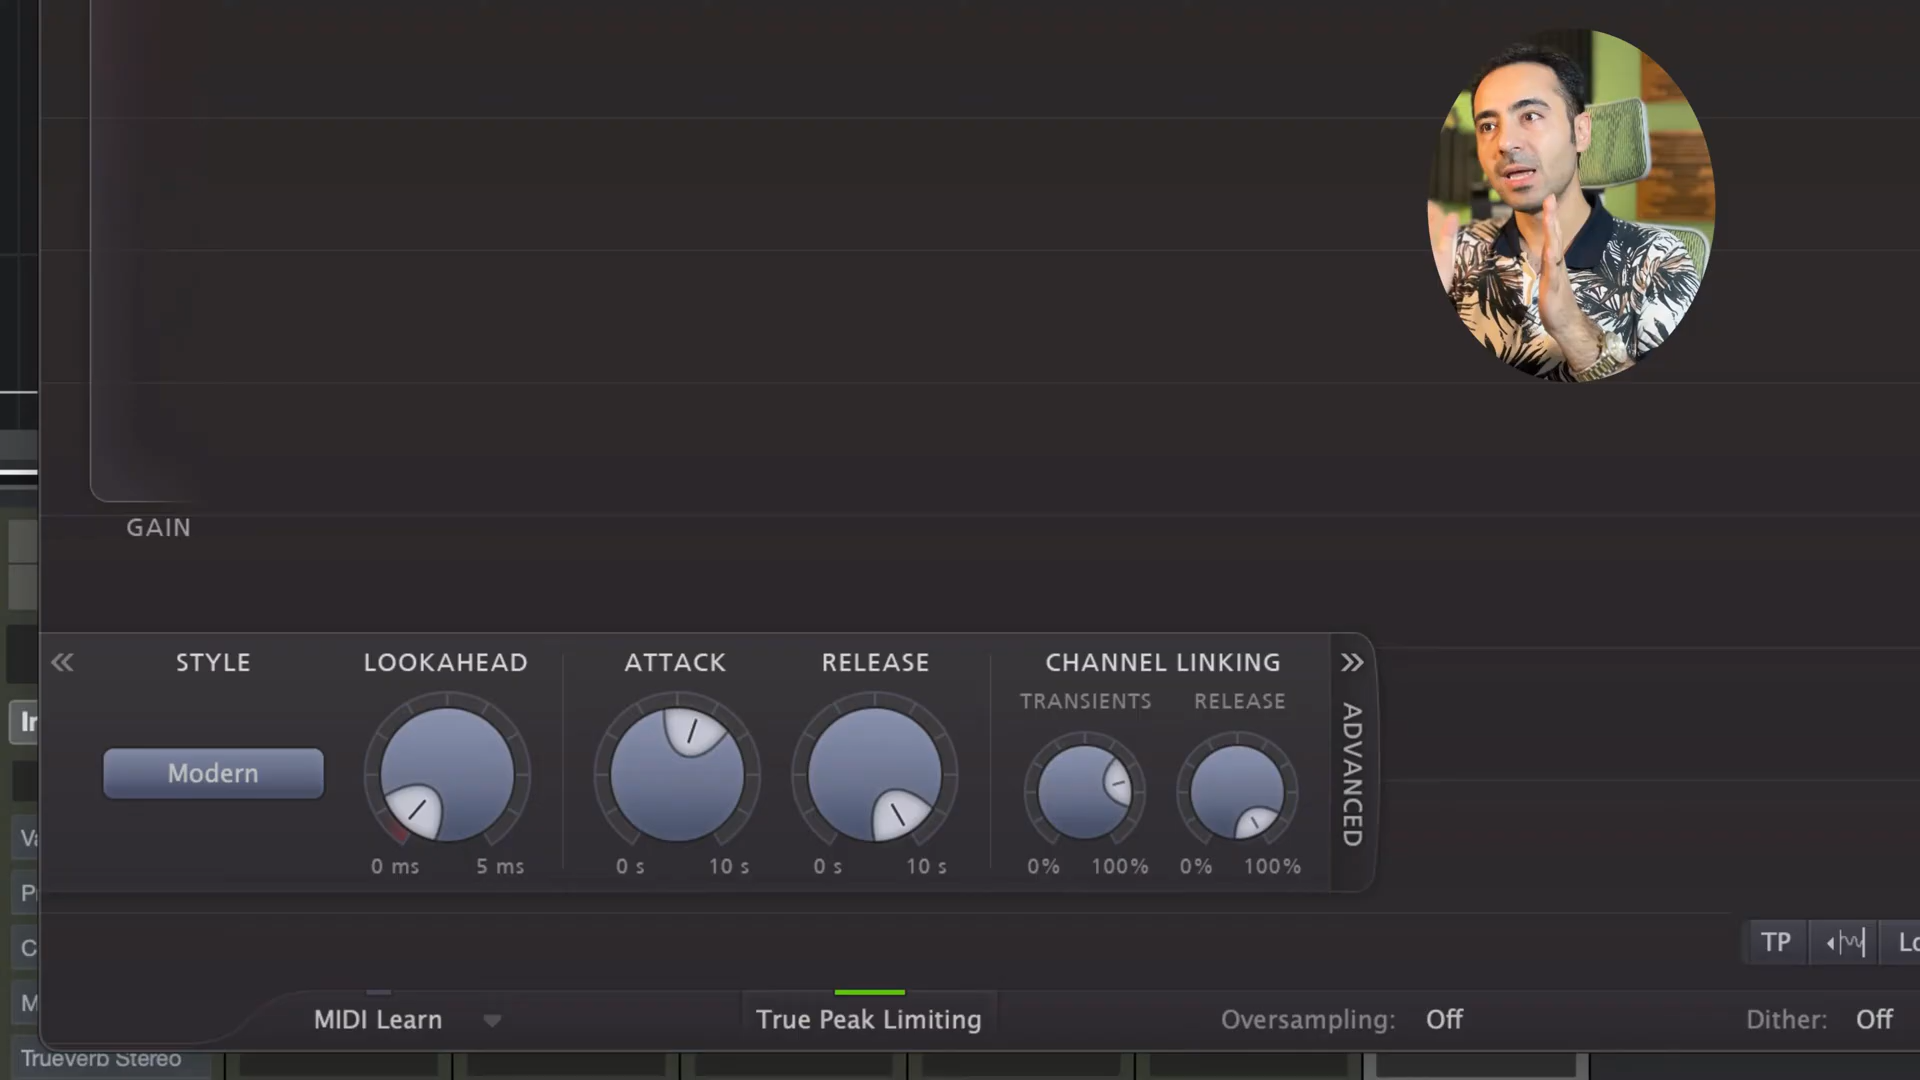 GAIN
STYLE
LOOKAHEAD
ATTACK
RELEASE
CHANNEL LINKING
TRANSIENTS
RELEASE
Modern
ADVANCED
0 ms
5 ms
0 s
10 s
0 s
10 s
0%
100%
0%
100%
TP
MIDI Learn
True Peak Limiting
Oversampling:
Off
Dither:
Off
TrueVerb Stereo